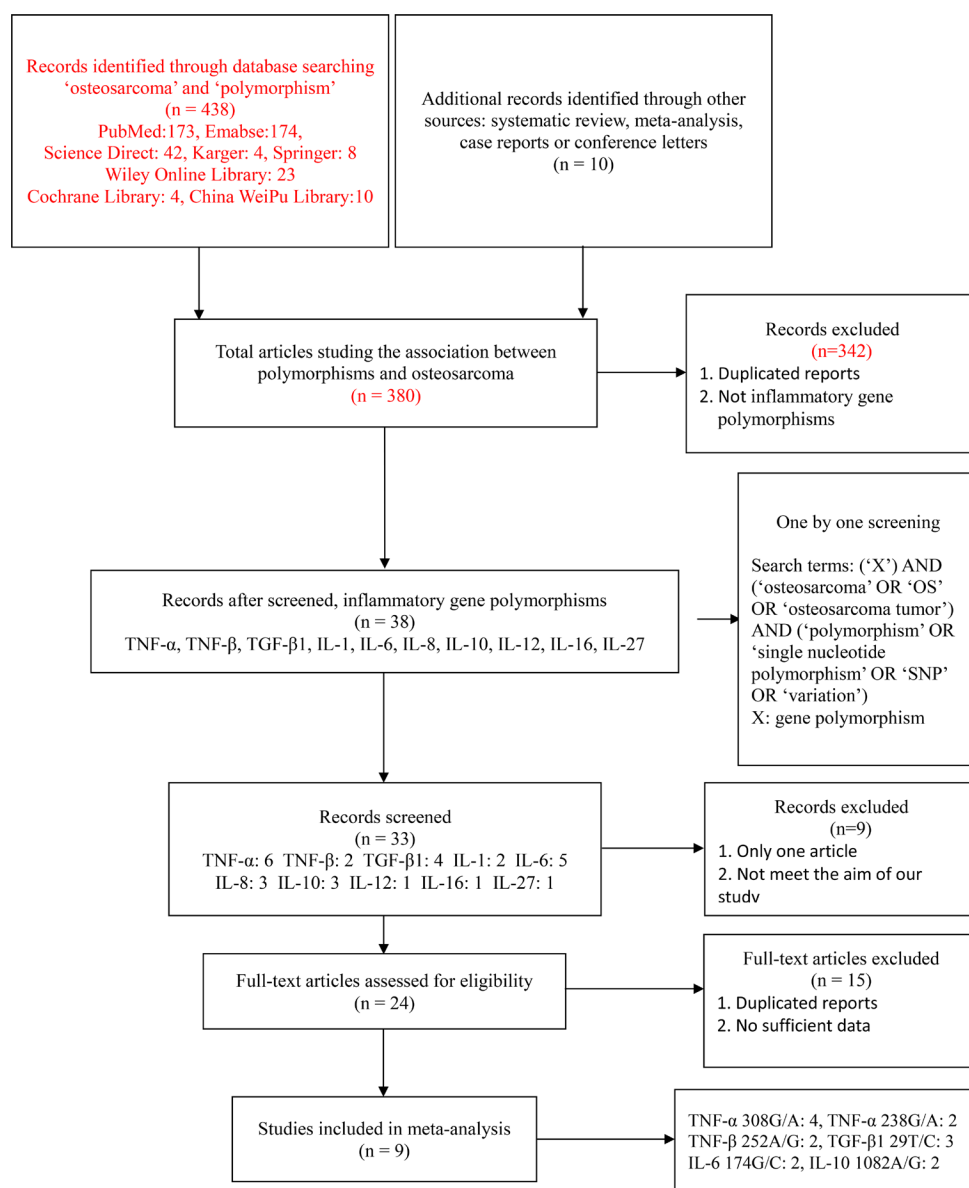 Records identified through database searching
‘osteosarcoma’ and ‘polymorphism’
(n = 438)
PubMed:173, Emabse:174,
Science Direct: 42, Karger: 4, Springer: 8
Wiley Online Library: 23
Cochrane Library: 4, China WeiPu Library:10
Additional records identified through other
sources: systematic review, meta-analysis,
case reports or conference letters
(n = 10)
Total articles studing the association between
polymorphisms and osteosarcoma
(n = 380)
Records excluded
(n=342)
1. Duplicated reports
2. Not inflammatory gene
polymorphisms
One by one screening
Search terms: (‘X’) AND
(‘osteosarcoma’ OR ‘OS’
OR ‘osteosarcoma tumor’)
AND (‘polymorphism’ OR
‘single nucleotide
polymorphism’ OR ‘SNP’
OR ‘variation’)
X: gene polymorphism
Records after screened, inflammatory gene polymorphisms
(n = 38)
TNF-α, TNF-β, TGF-β1, IL-1, IL-6, IL-8, IL-10, IL-12, IL-16, IL-27
Records screened
(n = 33)
TNF-α: 6 TNF-β: 2 TGF-β1: 4 IL-1: 2 IL-6: 5
IL-8: 3 IL-10: 3 IL-12: 1 IL-16: 1 IL-27: 1
Records excluded
(n=9)
1. Only one article
2. Not meet the aim of our
study
Full-text articles assessed for eligibility
(n = 24)
Full-text articles excluded
(n = 15)
1. Duplicated reports
2. No sufficient data
Studies included in meta-analysis
(n = 9)
TNF-α 308G/A: 4, TNF-α 238G/A: 2
TNF-β 252A/G: 2, TGF-β1 29T/C: 3
IL-6 174G/C: 2, IL-10 1082A/G: 2